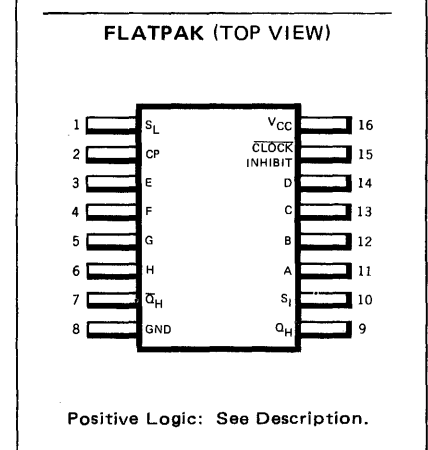 FLATPAK (TOP VIEW)
1 S_L V_CC 16
2 CP C̅L̅O̅C̅K̅ INHIBIT 15
3 E D 14
4 F C 13
5 G B 12
6 H A 11
7 Q̅_H S_I 10
8 GND Q_H 9
Positive Logic: See Description.